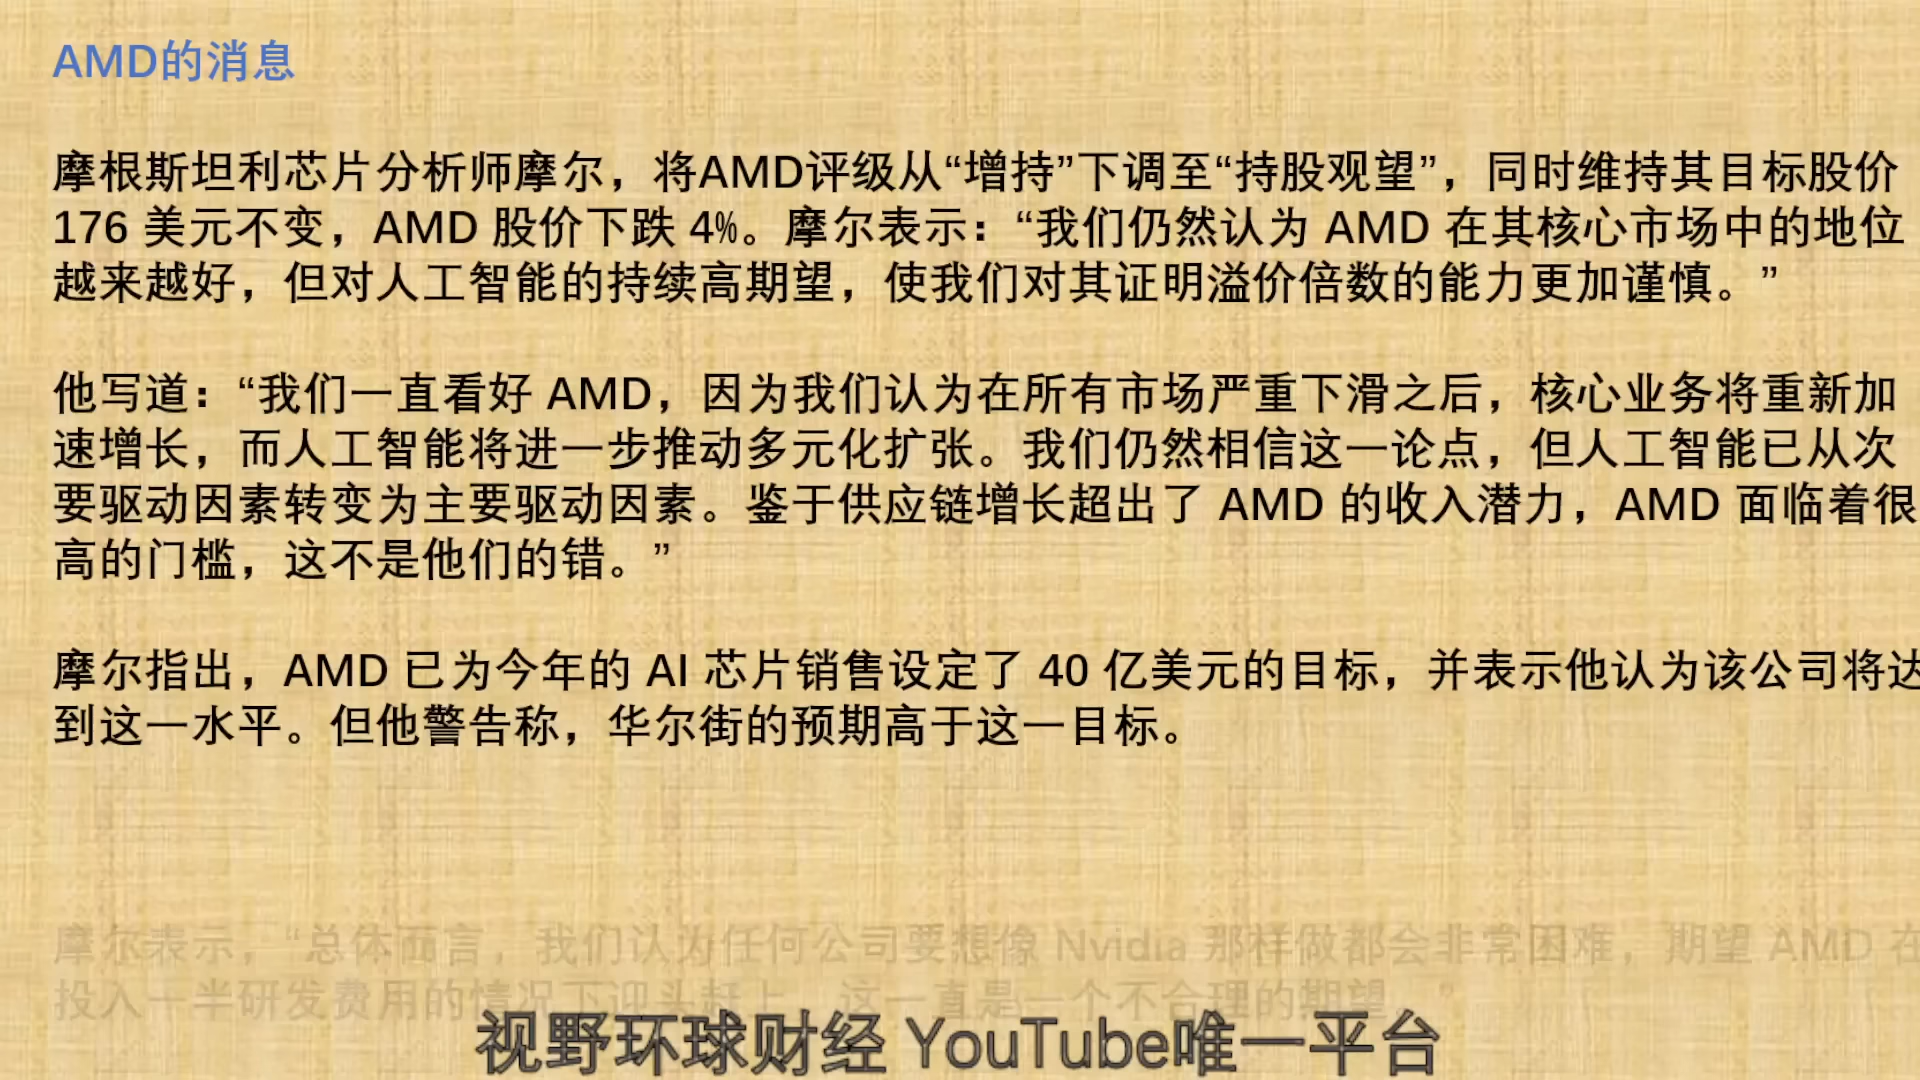 AMD的消息
摩根斯坦利芯片分析师摩尔，将AMD评级从“增持”下调至“持股观望”，同时维持其目标股价
176 美元不变，AMD 股价下跌 4%。摩尔表示：“我们仍然认为 AMD 在其核心市场中的地位
越来越好，但对人工智能的持续高期望，使我们对其证明溢价倍数的能力更加谨慎。”
他写道：“我们一直看好 AMD，因为我们认为在所有市场严重下滑之后，核心业务将重新加
速增长，而人工智能将进一步推动多元化扩张。我们仍然相信这一论点，但人工智能已从次
要驱动因素转变为主要驱动因素。鉴于供应链增长超出了 AMD 的收入潜力，AMD 面临着很
高的门槛，这不是他们的错。”
摩尔指出，AMD 已为今年的 AI 芯片销售设定了 40 亿美元的目标，并表示他认为该公司将达
到这一水平。但他警告称，华尔街的预期高于这一目标。
摩尔表示，“总体而言，我们认为任何公司要想像 Nvidia 那样做都会非常困难，期望 AMD 在
投入一半研发费用的情况下迎头赶上，这一直是一个不合理的期望。”
视野环球财经 YouTube唯一平台